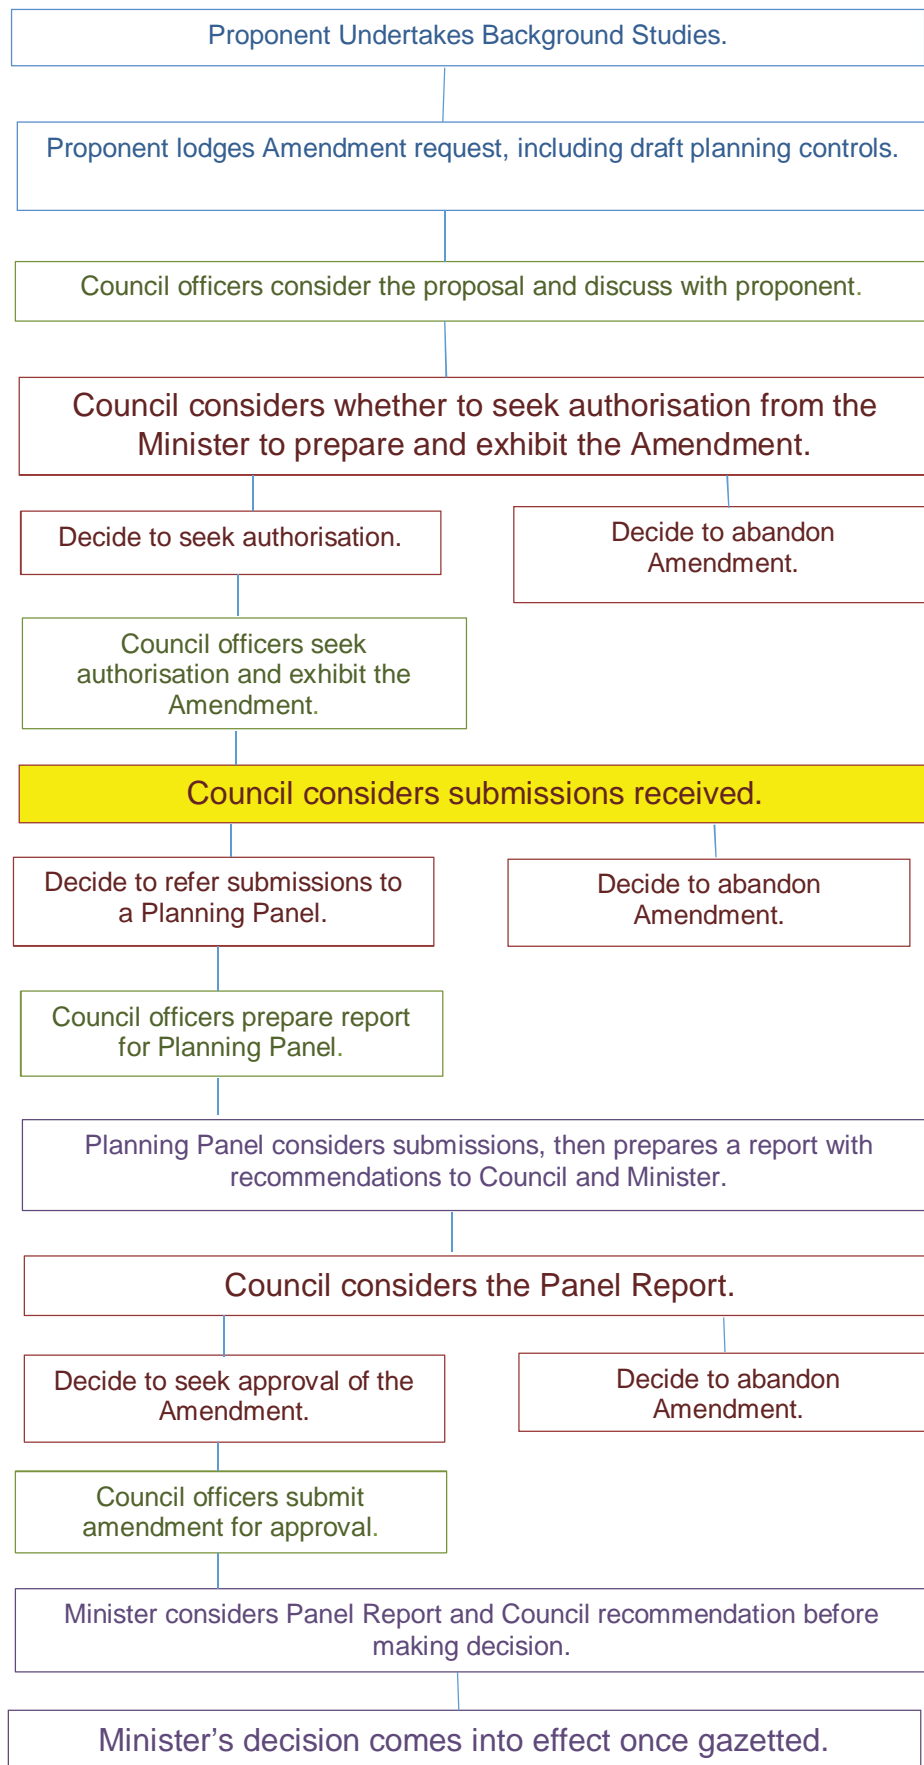 Proponent Undertakes Background Studies.
Proponent lodges Amendment request, including draft planning controls.
Council officers consider the proposal and discuss with proponent.
Council considers whether to seek authorisation from the
Minister to prepare and exhibit the Amendment.
Decide to seek authorisation.
Decide to abandon
Amendment.
Council officers seek
authorisation and exhibit the
Amendment.
Council considers submissions received.
Decide to refer submissions to
a Planning Panel.
Decide to abandon
Amendment.
Council officers prepare report
for Planning Panel.
Planning Panel considers submissions, then prepares a report with
recommendations to Council and Minister.
Council considers the Panel Report.
Decide to seek approval of the
Amendment.
Decide to abandon
Amendment.
Council officers submit
amendment for approval.
Minister considers Panel Report and Council recommendation before
making decision.
Minister’s decision comes into effect once gazetted.